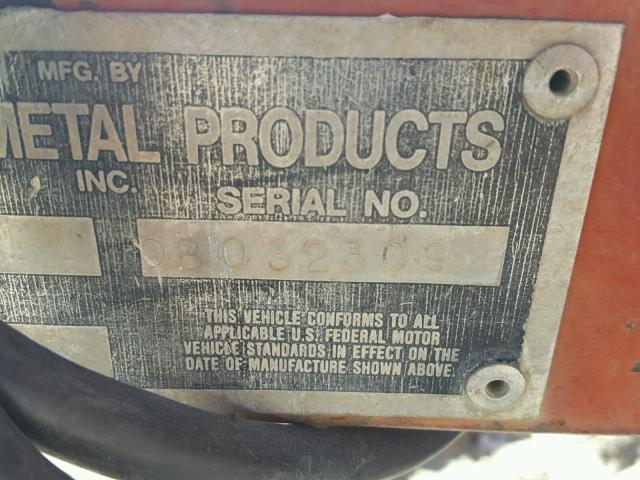 MFG. BY
METAL PRODUCTS
INC.
SERIAL NO.
98032309
THIS VEHICLE CONFORMS TO ALL
APPLICABLE U.S. FEDERAL MOTOR
VEHICLE STANDARDS IN EFFECT ON THE
DATE OF MANUFACTURE SHOWN ABOVE.